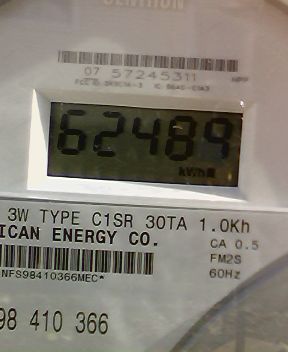 CENTRON
07 57245311
62489
kWh
3W TYPE C1SR 30TA 1.0Kh
ICAN ENERGY CO.
CA 0.5
FM2S
60Hz
NFS98410366MEC*
98 410 366